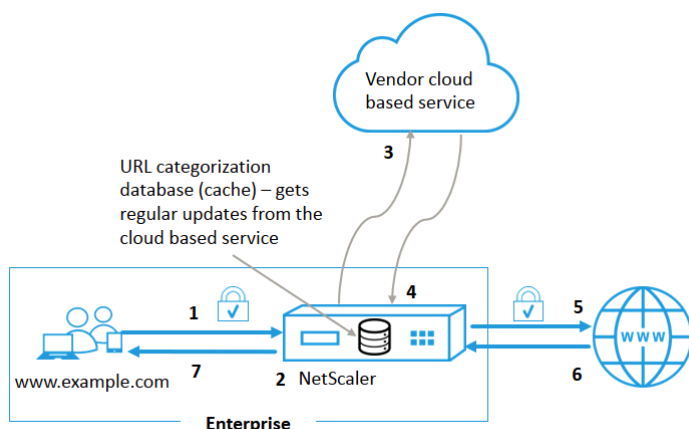 Vendor cloud
based service
3
URL categorization
database (cache) – gets
regular updates from the
cloud based service
4
1
5
WWW
7
6
www.example.com
2
NetScaler
Enterprise